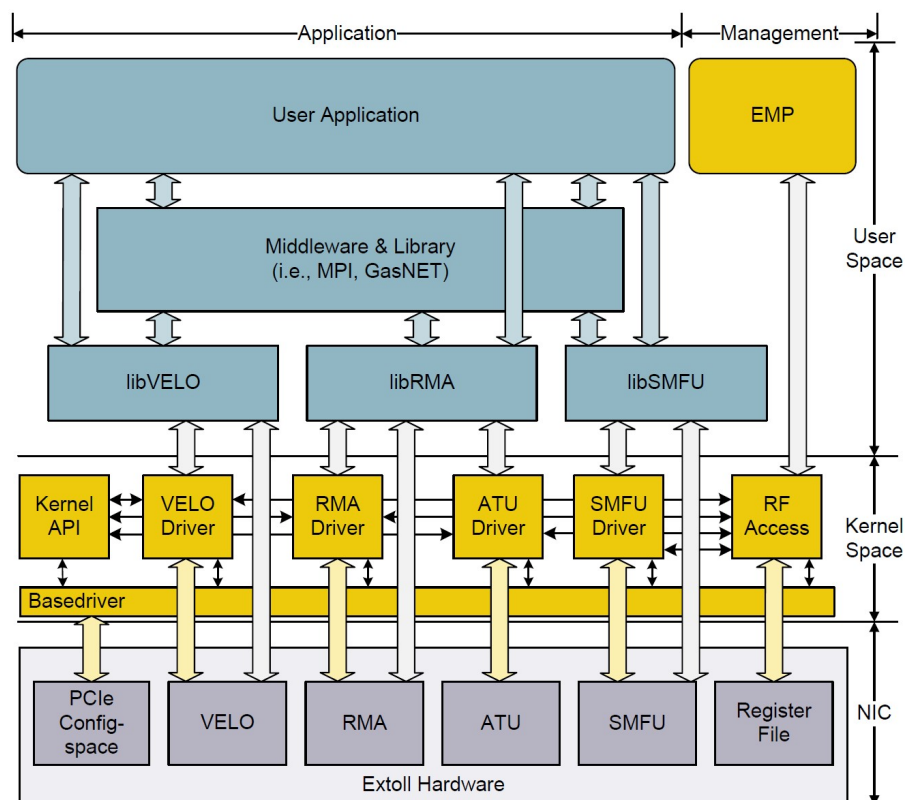 Application
Management
User Application
EMP
User
Space
Middleware & Library
(i.e., MPI, GasNET)
libVELO
libRMA
libSMFU
Kernel
API
VELO
Driver
RMA
Driver
ATU
Driver
SMFU
Driver
RF
Access
Kernel
Space
Basedriver
PCIe
Config-
space
VELO
RMA
ATU
SMFU
Register
File
NIC
Extoll Hardware